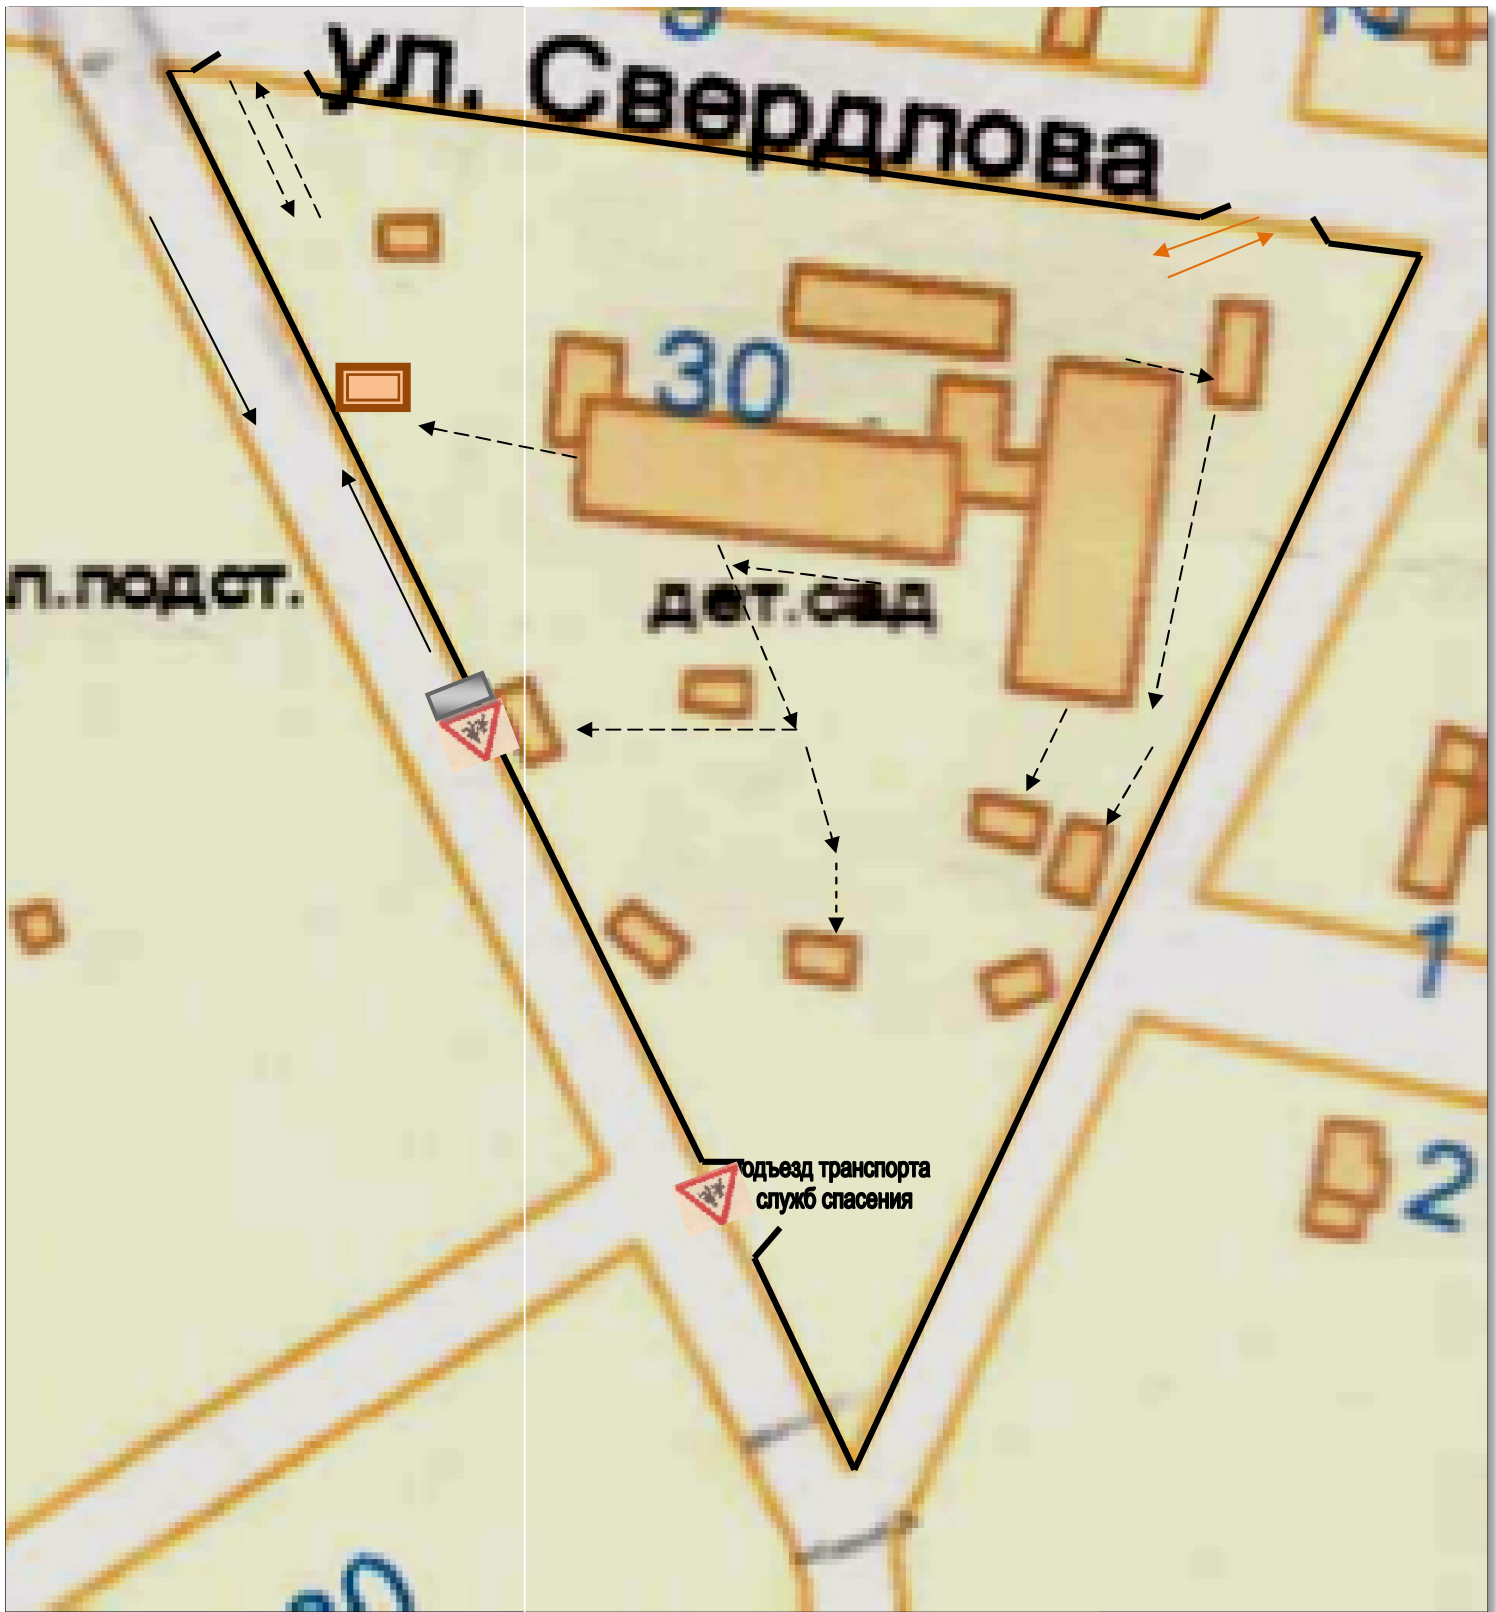 ул. Свердлова
30
л.подст.
дет.сад
1
одъезд транспорта
служб спасения
2